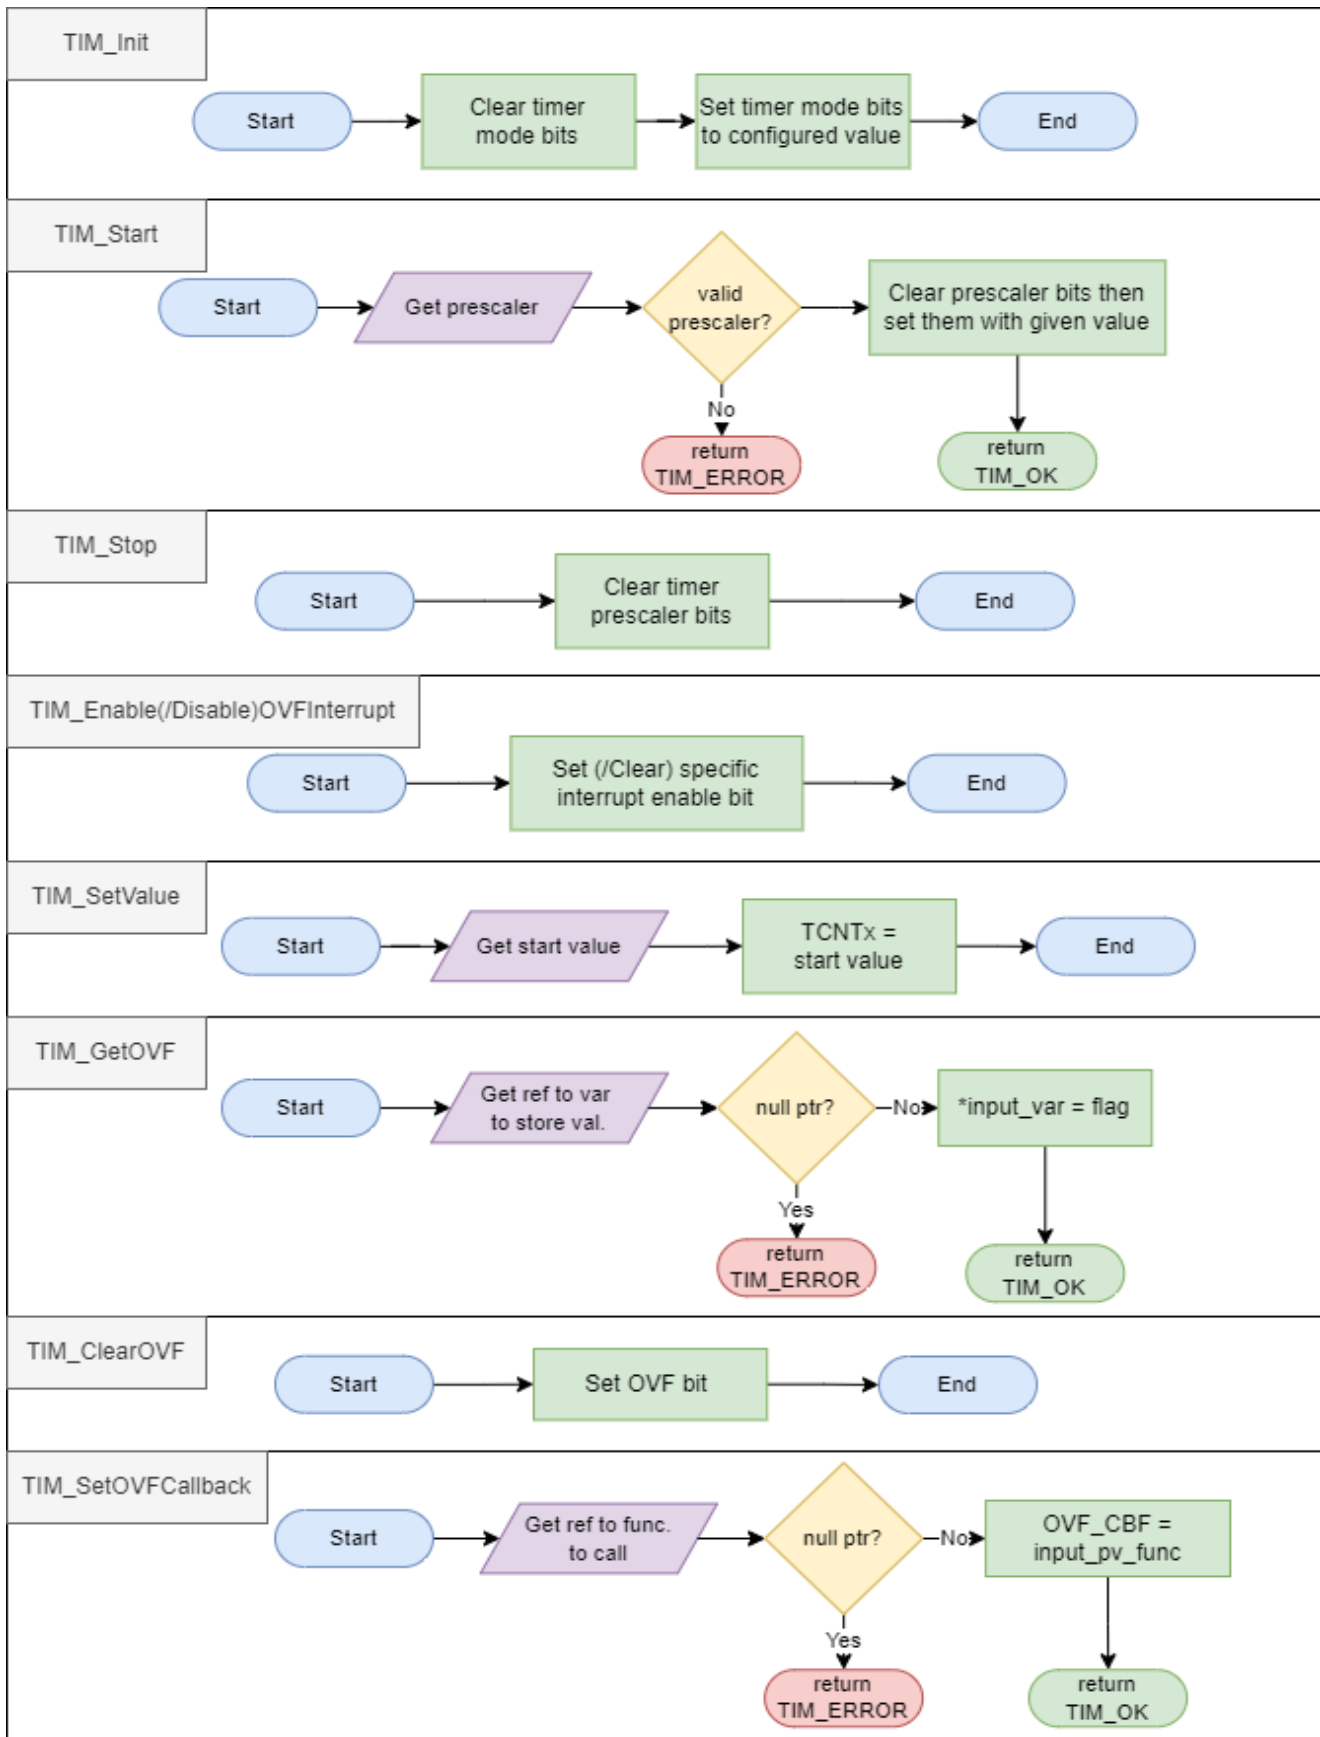 TIM_Init
Start
Clear timer
mode bits
Set timer mode bits
to configured value
End
TIM_Start
Start
Get prescaler
valid
prescaler?
Clear prescaler bits then
set them with given value
No
return
TIM_ERROR
return
TIM_OK
TIM_Stop
Start
Clear timer
prescaler bits
End
TIM_Enable(/Disable)OVFInterrupt
Start
Set (/Clear) specific
interrupt enable bit
End
TIM_SetValue
Start
Get start value
TCNTx =
start value
End
TIM_GetOVF
Start
Get ref to var
to store val.
null ptr?
No
*input_var = flag
Yes
return
TIM_ERROR
return
TIM_OK
TIM_ClearOVF
Start
Set OVF bit
End
TIM_SetOVFCallback
Start
Get ref to func.
to call
null ptr?
No
OVF_CBF =
input_pv_func
Yes
return
TIM_ERROR
return
TIM_OK